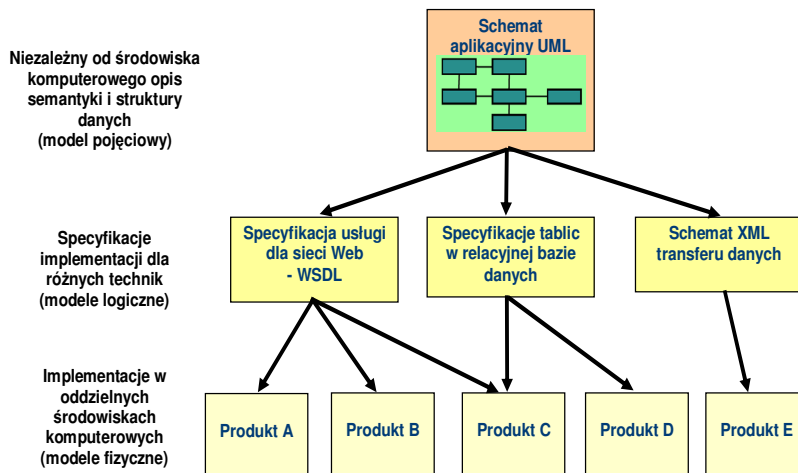 Schemat
aplikacyjny UML
Niezależny od środowiska
komputerowego opis
semantyki i struktury
danych
(model pojęciowy)
Specyfikacje
implementacji dla
różnych technik
(modele logiczne)
Specyfikacja usługi
dla sieci Web
- WSDL
Specyfikacje tablic
w relacyjnej bazie
danych
Schemat XML
transferu danych
Implementacje w
oddzielnych
środowiskach
komputerowych
(modele fizyczne)
Produkt A
Produkt B
Produkt C
Produkt D
Produkt E